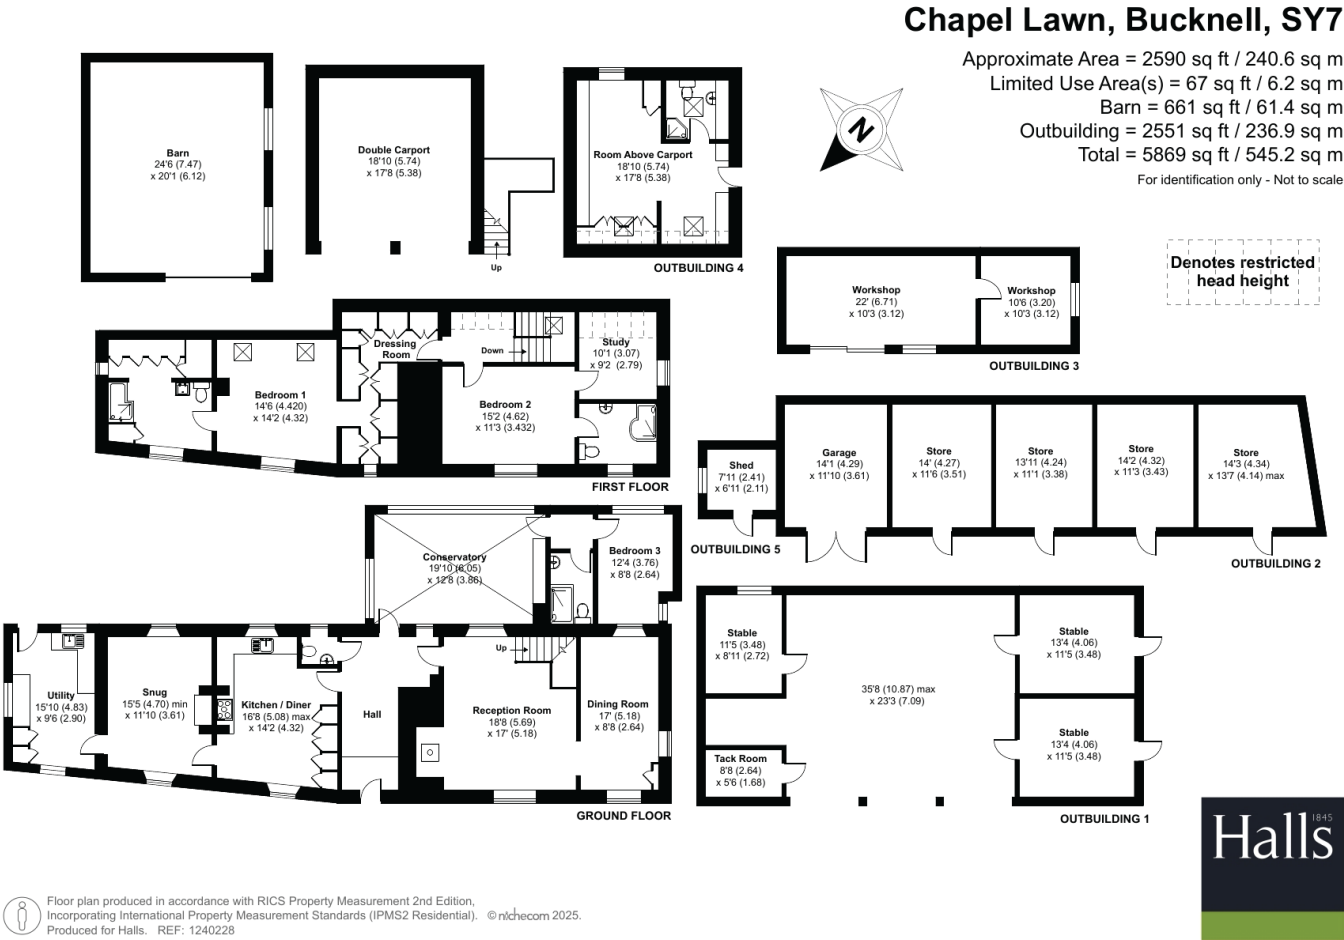 Chapel Lawn, Bucknell, SY7
Approximate Area = 2590 sq ft / 240.6 sq m
Limited Use Area(s) = 67 sq ft / 6.2 sq m
Barn = 661 sq ft / 61.4 sq m
Outbuilding = 2551 sq ft / 236.9 sq m
Total = 5869 sq ft / 545.2 sq m
For identification only - Not to scale
N
Barn
24'6 (7.47)
x 20'1 (6.12)
Double Carport
18'10 (5.74)
x 17'8 (5.38)
Up
Room Above Carport
18'10 (5.74)
x 17'8 (5.38)
OUTBUILDING 4
Denotes restricted
head height
Workshop
22' (6.71)
x 10'3 (3.12)
Workshop
10'6 (3.20)
x 10'3 (3.12)
OUTBUILDING 3
Dressing
Room
Down
Study
10'1 (3.07)
x 9'2 (2.79)
Bedroom 1
14'6 (4.420)
x 14'2 (4.32)
Bedroom 2
15'2 (4.62)
x 11'3 (3.432)
FIRST FLOOR
Shed
7'11 (2.41)
x 6'11 (2.11)
OUTBUILDING 5
Garage
14'1 (4.29)
x 11'10 (3.61)
Store
14' (4.27)
x 11'6 (3.51)
Store
13'11 (4.24)
x 11'1 (3.38)
Store
14'2 (4.32)
x 11'3 (3.43)
Store
14'3 (4.34)
x 13'7 (4.14) max
OUTBUILDING 2
Conservatory
19'10 (6.05)
x 12'8 (3.86)
Bedroom 3
12'4 (3.76)
x 8'8 (2.64)
Utility
15'10 (4.83)
x 9'6 (2.90)
Snug
15'5 (4.70) min
x 11'10 (3.61)
Kitchen / Diner
16'8 (5.08) max
x 14'2 (4.32)
Hall
Up
Reception Room
18'8 (5.69)
x 17' (5.18)
Dining Room
17' (5.18)
x 8'8 (2.64)
GROUND FLOOR
Stable
11'5 (3.48)
x 8'11 (2.72)
35'8 (10.87) max
x 23'3 (7.09)
Stable
13'4 (4.06)
x 11'5 (3.48)
Stable
13'4 (4.06)
x 11'5 (3.48)
Tack Room
8'8 (2.64)
x 5'6 (1.68)
OUTBUILDING 1
Halls
1845
Floor plan produced in accordance with RICS Property Measurement 2nd Edition,
Incorporating International Property Measurement Standards (IPMS2 Residential). © nichecom 2025.
Produced for Halls. REF: 1240228